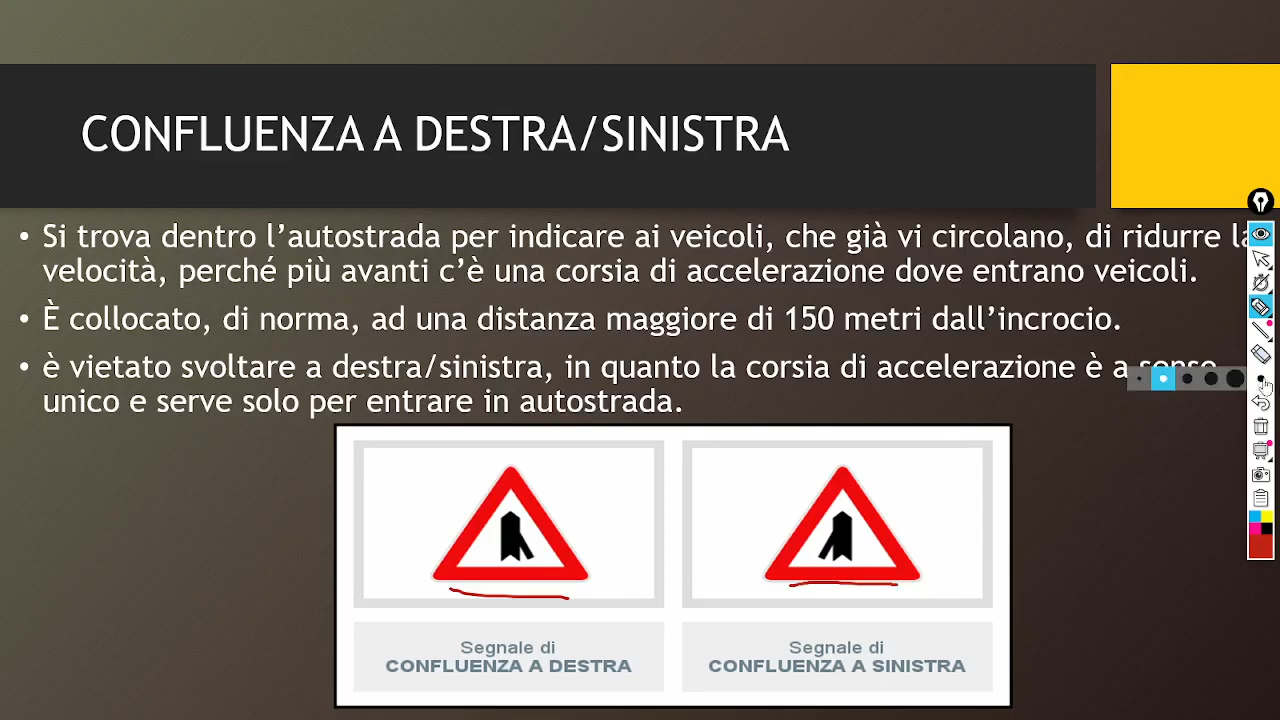 CONFLUENZA A DESTRA/SINISTRA
• Si trova dentro l’autostrada per indicare ai veicoli, che già vi circolano, di ridurre la
velocità, perché più avanti c’è una corsia di accelerazione dove entrano veicoli.
• È collocato, di norma, ad una distanza maggiore di 150 metri dall’incrocio.
• è vietato svoltare a destra/sinistra, in quanto la corsia di accelerazione è a senso
unico e serve solo per entrare in autostrada.
Segnale di
CONFLUENZA A DESTRA
Segnale di
CONFLUENZA A SINISTRA